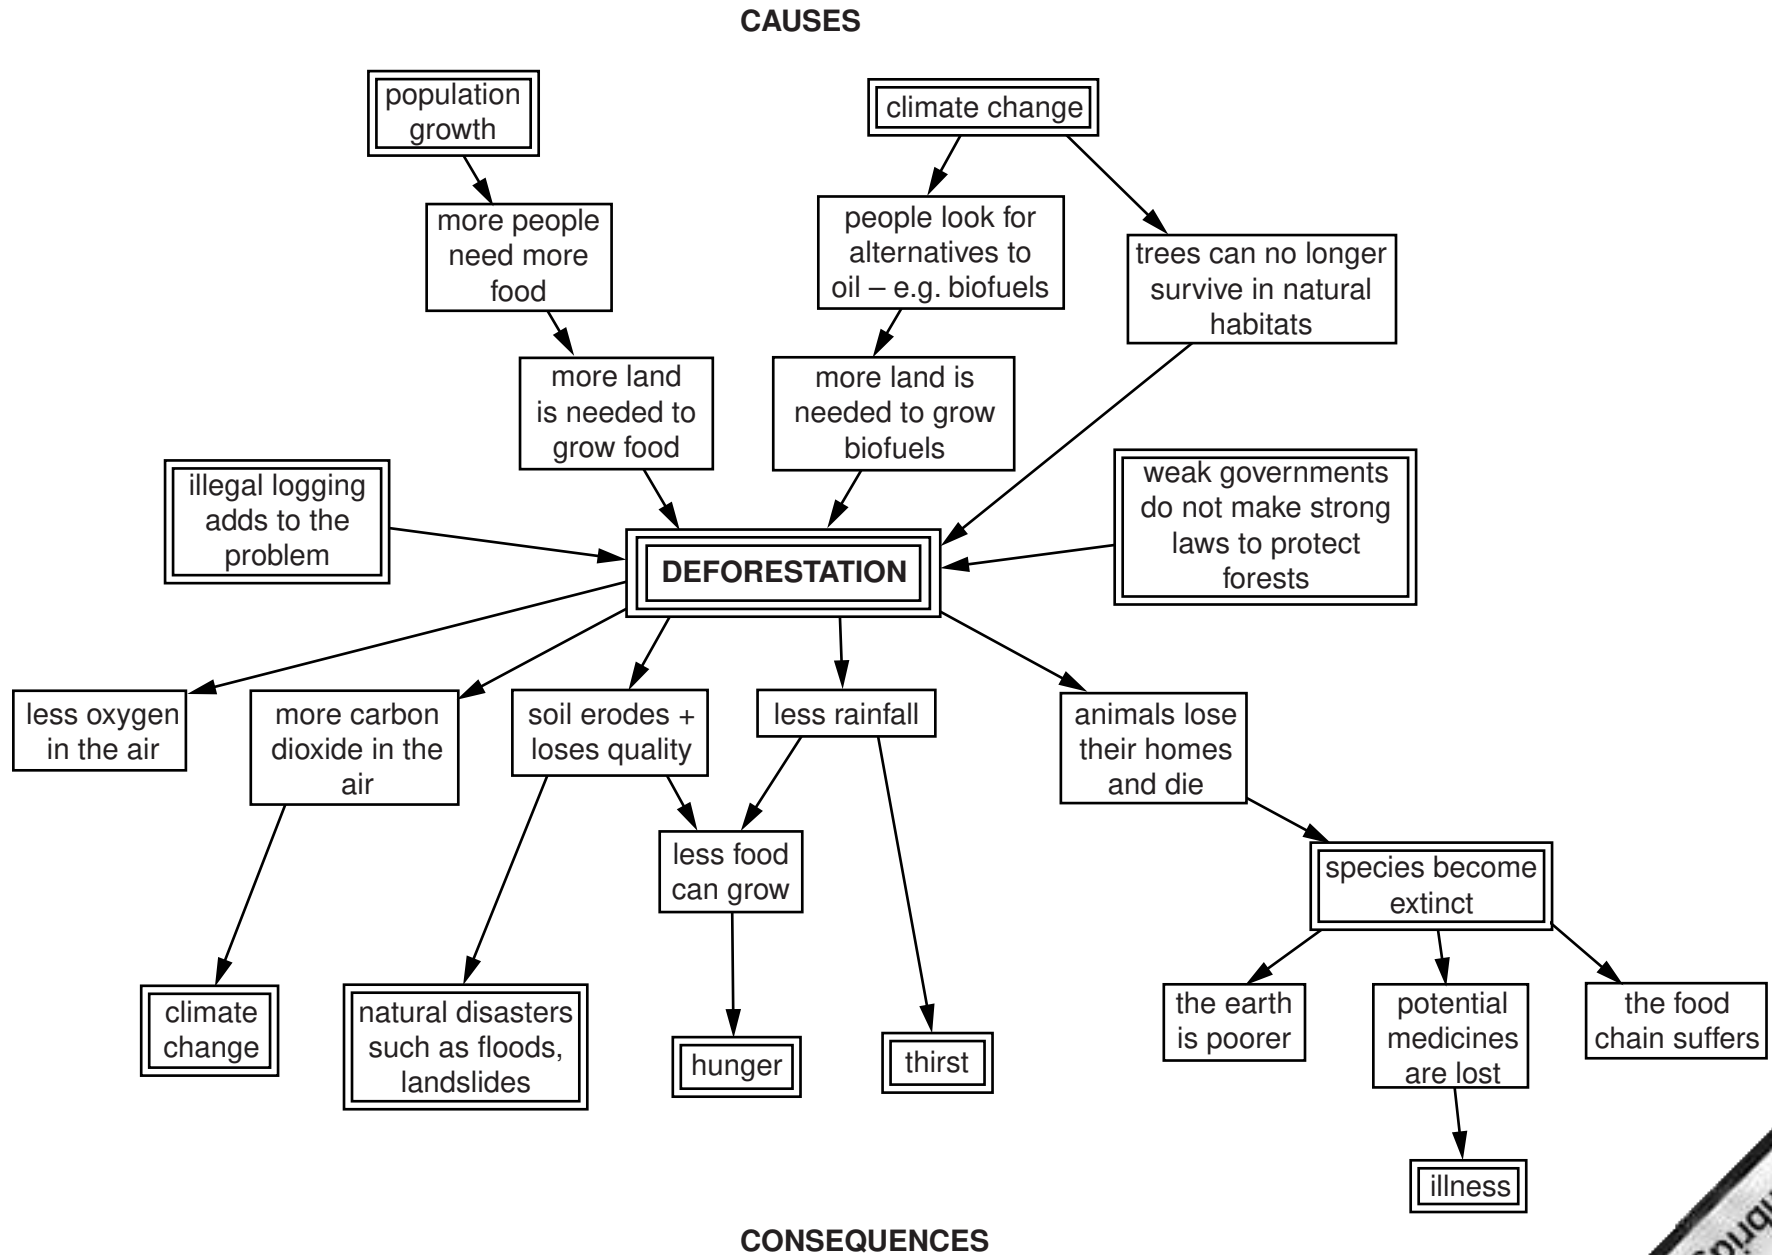 CAUSES
population
growth
climate change
more people
need more
food
people look for
alternatives to
oil – e.g. biofuels
trees can no longer
survive in natural
habitats
more land
is needed to
grow food
more land is
needed to grow
biofuels
illegal logging
adds to the
problem
weak governments
do not make strong
laws to protect
forests
DEFORESTATION
less oxygen
in the air
more carbon
dioxide in the
air
soil erodes +
loses quality
less rainfall
animals lose
their homes
and die
less food
can grow
species become
extinct
climate
change
natural disasters
such as floods,
landslides
hunger
thirst
the earth
is poorer
potential
medicines
are lost
the food
chain suffers
illness
CONSEQUENCES